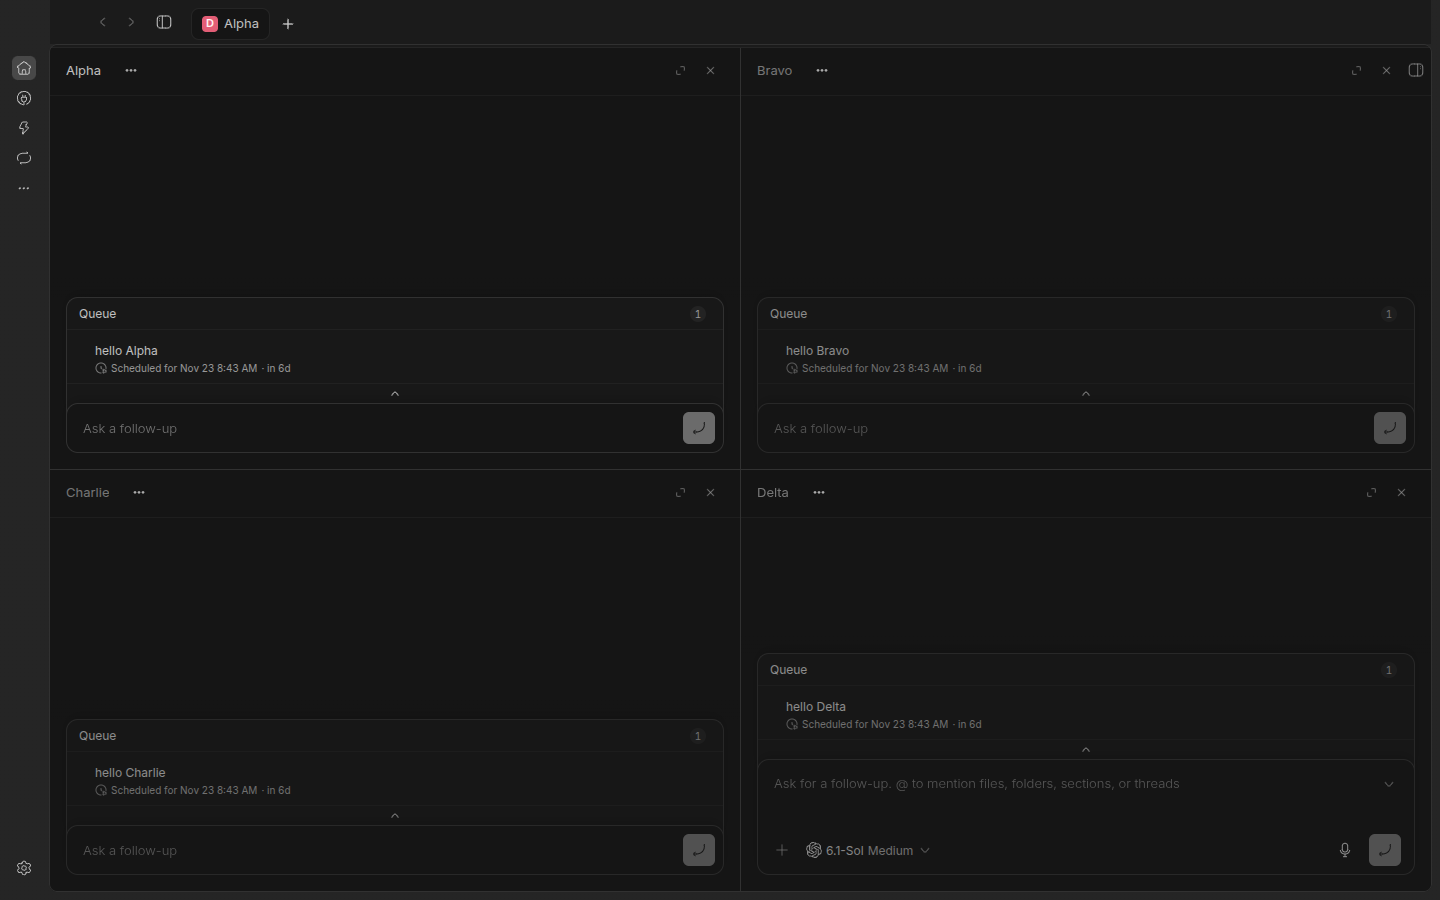 D Alpha
Alpha
Queue
1
hello Alpha
Scheduled for Nov 23 8:43 AM · in 6d
Ask a follow-up
Bravo
Queue
1
hello Bravo
Scheduled for Nov 23 8:43 AM · in 6d
Ask a follow-up
Charlie
Queue
1
hello Charlie
Scheduled for Nov 23 8:43 AM · in 6d
Ask a follow-up
Delta
Queue
1
hello Delta
Scheduled for Nov 23 8:43 AM · in 6d
Ask for a follow-up. @ to mention files, folders, sections, or threads
6.1-Sol Medium